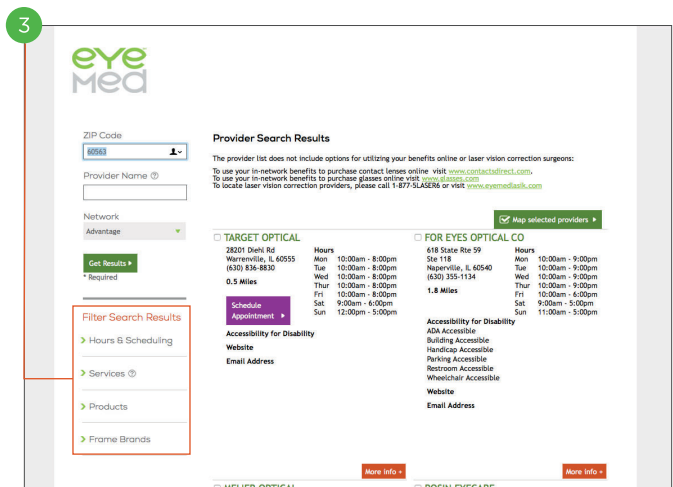 3
eye
med
ZIP Code
60563
Provider Name ?
Network
Advantage
Get Results
* Required
Filter Search Results
Hours & Scheduling
Services ?
Products
Frame Brands
Provider Search Results
The provider list does not include options for utilizing your benefits online or laser vision correction surgeons:
To use your in-network benefits to purchase contact lenses online visit www.contactsdirect.com.
To use your in-network benefits to purchase glasses online visit www.glasses.com
To locate laser vision correction providers, please call 1-877-5LASER6 or visit www.eyemedlasik.com
Map selected providers
TARGET OPTICAL
28201 Diehl Rd
Warrenville, IL 60555
(630) 836-8830
0.5 Miles
Schedule
Appointment
Hours
Mon 10:00am - 8:00pm
Tue 10:00am - 8:00pm
Wed 10:00am - 8:00pm
Thur 10:00am - 8:00pm
Fri 10:00am - 8:00pm
Sat 9:00am - 6:00pm
Sun 12:00pm - 5:00pm
Accessibility for Disability
Website
Email Address
More info +
FOR EYES OPTICAL CO
618 State Rte 59
Ste 118
Naperville, IL 60540
(630) 355-1134
1.8 Miles
Hours
Mon 10:00am - 9:00pm
Tue 10:00am - 9:00pm
Wed 10:00am - 9:00pm
Thur 10:00am - 9:00pm
Fri 10:00am - 6:00pm
Sat 9:00am - 5:00pm
Sun 11:00am - 5:00pm
Accessibility for Disability
ADA Accessible
Building Accessible
Handicap Accessible
Parking Accessible
Restroom Accessible
Wheelchair Accessible
Website
Email Address
More info +